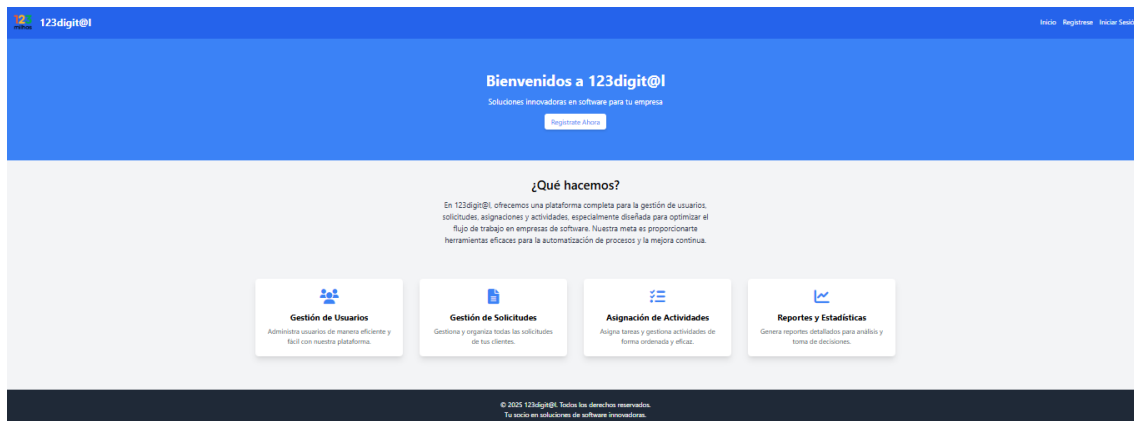 123
123digit@l
Inicio Registrese Iniciar Sesió
Bienvenidos a 123digit@l
Soluciones innovadoras en software para tu empresa
Regístrate Ahora
¿Qué hacemos?
En 123digit@l, ofrecemos una plataforma completa para la gestión de usuarios,
solicitudes, asignaciones y actividades, especialmente diseñada para optimizar el
flujo de trabajo en empresas de software. Nuestra meta es proporcionarte
herramientas eficaces para la automatización de procesos y la mejora continua.
Gestión de Usuarios
Administra usuarios de manera eficiente y
fácil con nuestra plataforma.
Gestión de Solicitudes
Gestiona y organiza todas las solicitudes
de tus clientes.
Asignación de Actividades
Asigna tareas y gestiona actividades de
forma ordenada y eficaz.
Reportes y Estadísticas
Genera reportes detallados para análisis y
toma de decisiones.
© 2025 123digit@l. Todos los derechos reservados.
Tu socio en soluciones de software innovadoras.